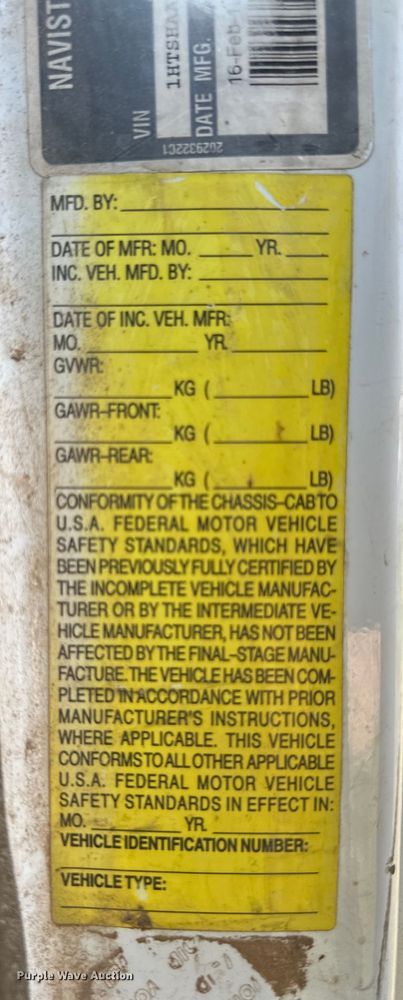 NAVIST
VIN
1HTSHAN
DATE MFG.
16-Feb-
2029322C1
MFD. BY:
DATE OF MFR: MO. YR.
INC. VEH. MFD. BY:
DATE OF INC. VEH. MFR:
MO. YR.
GVWR:
KG ( LB)
GAWR-FRONT:
KG ( LB)
GAWR-REAR:
KG ( LB)
CONFORMITY OF THE CHASSIS-CAB TO
U.S.A. FEDERAL MOTOR VEHICLE
SAFETY STANDARDS, WHICH HAVE
BEEN PREVIOUSLY FULLY CERTIFIED BY
THE INCOMPLETE VEHICLE MANUFAC-
TURER OR BY THE INTERMEDIATE VE-
HICLE MANUFACTURER, HAS NOT BEEN
AFFECTED BY THE FINAL-STAGE MANU-
FACTURE. THE VEHICLE HAS BEEN COM-
PLETED IN ACCORDANCE WITH PRIOR
MANUFACTURER'S INSTRUCTIONS,
WHERE APPLICABLE. THIS VEHICLE
CONFORMS TO ALL OTHER APPLICABLE
U.S.A. FEDERAL MOTOR VEHICLE
SAFETY STANDARDS IN EFFECT IN:
MO. YR.
VEHICLE IDENTIFICATION NUMBER:
VEHICLE TYPE:
Purple Wave Auction